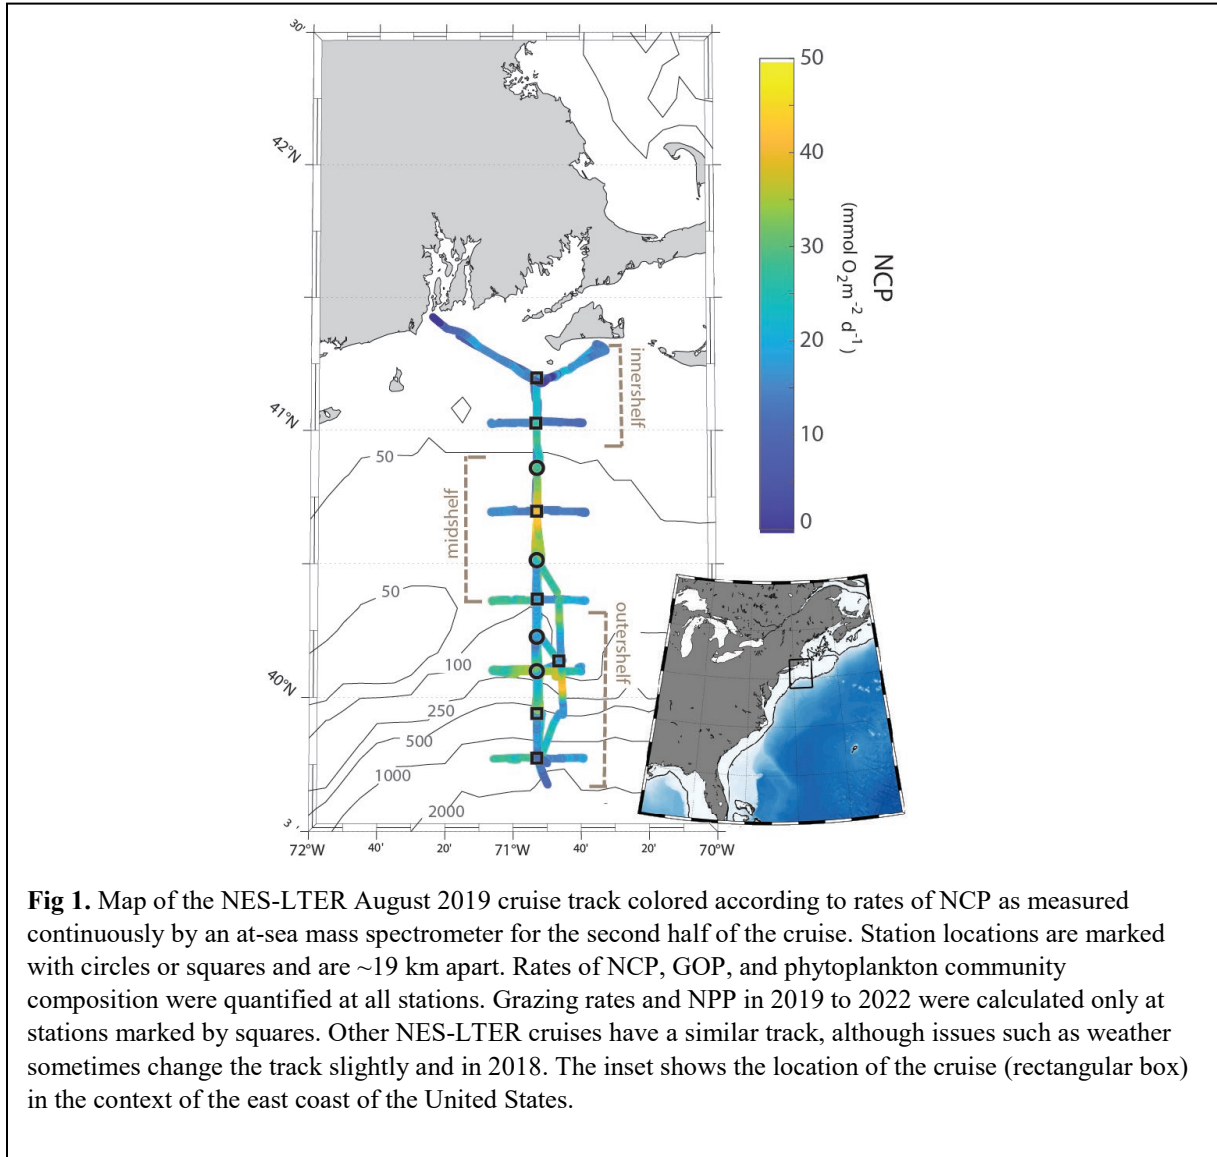 30'
42°N
41°N
40°N
3 '
72°W
40'
20'
71°W
40'
20'
70°W
innershelf
midshelf
outershelf
50
50
100
250
500
1000
2000
50
40
30
20
10
0
NCP
(mmol O₂m⁻² d⁻¹)
Fig 1. Map of the NES-LTER August 2019 cruise track colored according to rates of NCP as measured
continuously by an at-sea mass spectrometer for the second half of the cruise. Station locations are marked
with circles or squares and are ~19 km apart. Rates of NCP, GOP, and phytoplankton community
composition were quantified at all stations. Grazing rates and NPP in 2019 to 2022 were calculated only at
stations marked by squares. Other NES-LTER cruises have a similar track, although issues such as weather
sometimes change the track slightly and in 2018. The inset shows the location of the cruise (rectangular box)
in the context of the east coast of the United States.